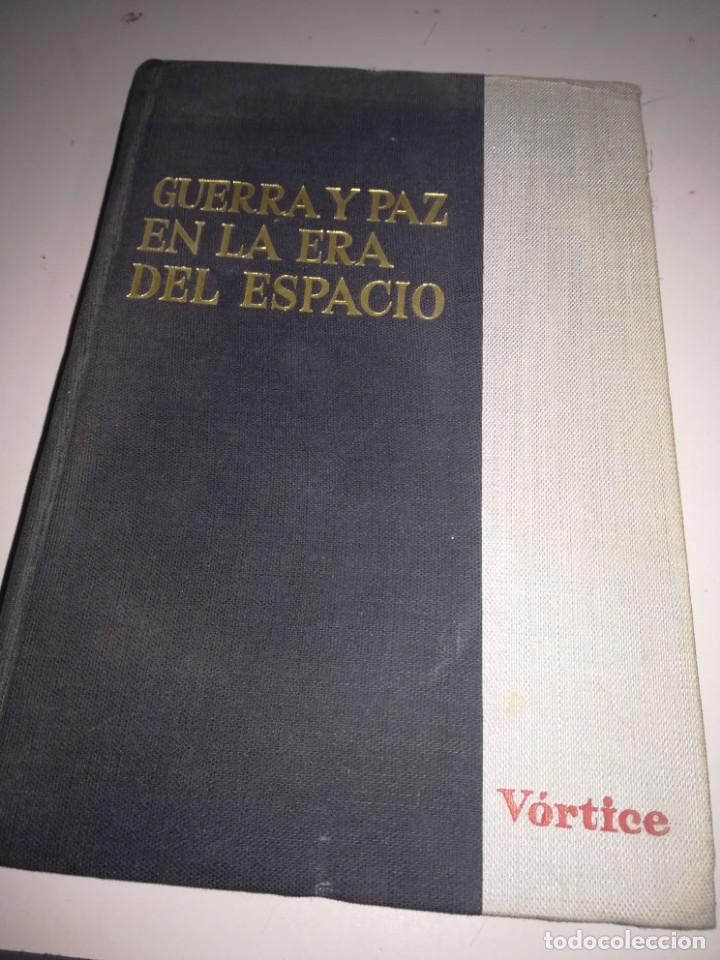 GUERRA Y PAZ
EN LA ERA
DEL ESPACIO
Vórtice
todocoleccion